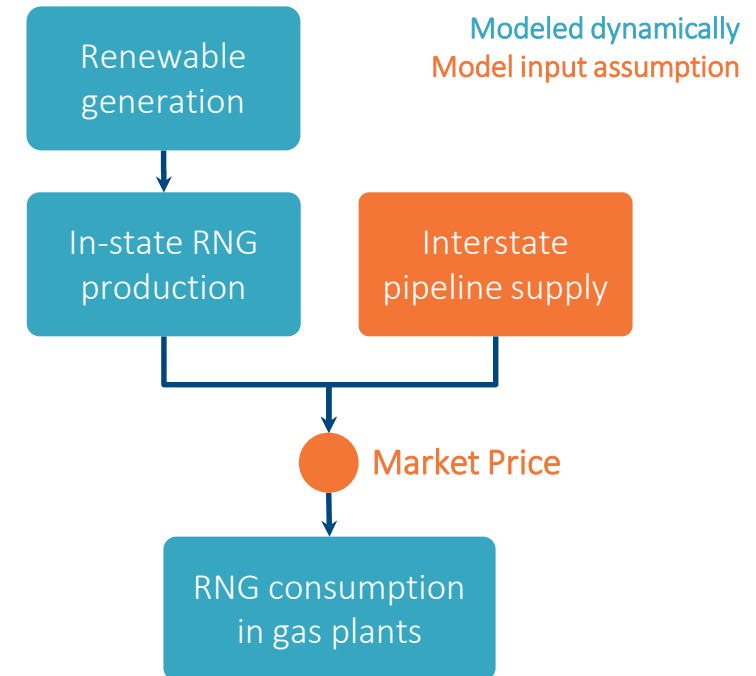 Modeled dynamically
Model input assumption
Renewable
generation
In-state RNG
production
Interstate
pipeline supply
Market Price
RNG consumption
in gas plants